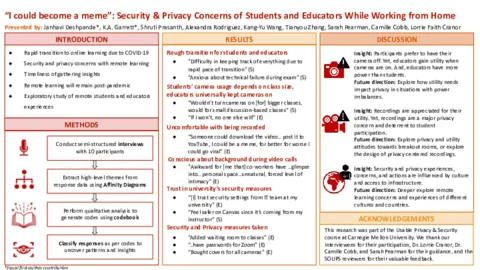 “I could become a meme”: Security & Privacy Concerns of Students and Educators While Working from Home
Presented by: Janhavi Deshpande*, K.A. Garrett*, Shruti Prasanth, Alexandra Rodriguez, Kang-Yu Wang, Tianyou Zhang, Sarah Pearman, Camille Cobb, Lorrie Faith Cranor
INTRODUCTION
● Rapid transition to online learning due to COVID-19
● Security and privacy concerns with remote learning
● Timeliness of gathering insights
● Remote learning will remain post-pandemic
● Exploratory study of remote students and educators
experiences
METHODS
Conduct semi-structured interviews
with 10 participants
Extract high-level themes from
response data using Affinity Diagrams
Perform qualitative analysis to
generate codes using codebook
Classify responses as per codes to
uncover patterns and insights
*Equal first-author contribution
RESULTS
Rough transition for students and educators
● “Difficulty in keeping track of everything due to
rapid pace of transition” (S)
● “Anxious about technical failure during exam” (S)
Students’ camera usage depends on class size,
educators universally kept cameras on
● “Wouldn’t turn camera on [for] bigger classes,
would for small discussion-based classes” (S)
● “If I won’t, no one else will” (E)
Uncomfortable with being recorded
● “Someone could download the video.. post it to
YouTube, i could be a meme, for better for worse I
could go viral” (E)
Conscious about background during video calls
● “Awkward for [me that] co-workers have ...glimpse
into.. personal space..unnatural, forced level of
intimacy” (E)
Trust in university’s security measures
● “[I] trust security settings from IT team at my
university” (E)
● “Feel safer on Canvas since it’s coming from my
instructor” (S)
Security and Privacy measures taken
● “Added waiting room to classes” (E)
● “..have passwords for Zoom” (E)
● “Bought covers for all cameras” (E)
DISCUSSION
Insight: Participants prefer to have their
camera off. Yet, educators gain utility when
cameras are on. And, educators have more
power than students.
Future direction: Explore how utility needs
impact privacy in situations with power
imbalances.
Insight: Recordings are appreciated for their
utility. Yet, recordings are a major privacy
concern and deterrent to student
participation.
Future direction: Explore privacy and utility
attitudes towards breakout rooms, or explore
the design of privacy-centered recordings.
Insight: Security and privacy experiences,
concerns, and actions are influenced by culture
and access to infrastructure.
Future direction: Deeper explore remote
learning concerns and experiences of different
cultures and countries.
ACKNOWLEDGEMENTS
This research was part of the Usable Privacy & Security
course at Carnegie Mellon University. We thank our
interviewees for their participation, Dr. Lorrie Cranor, Dr.
Camille Cobb, and Sarah Pearman for their guidance, and the
SOUPS reviewers for their valuable feedback.